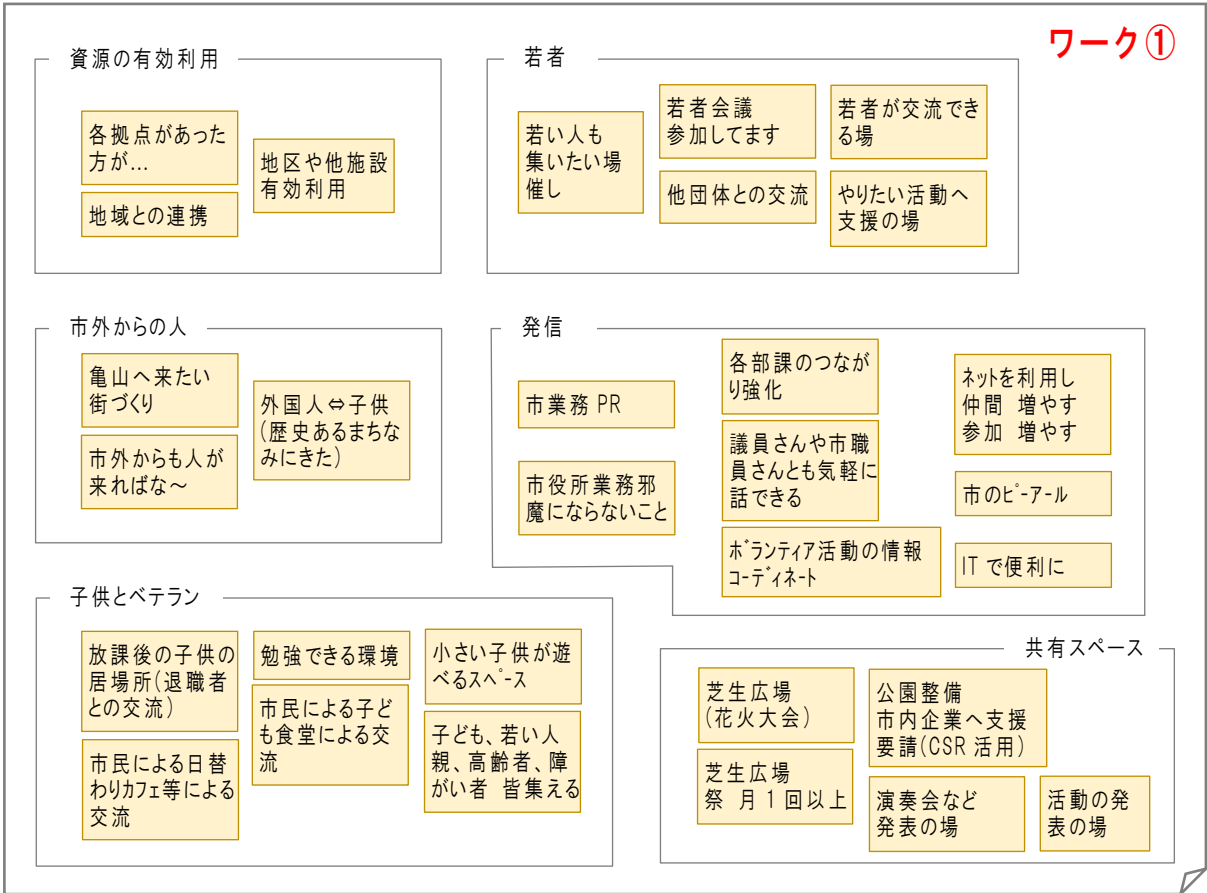 ワーク①
資源の有効利用
各拠点があった
方が…
地域との連携
地区や他施設
有効利用
若者
若い人も
集いたい場
催し
若者会議
参加してます
他団体との交流
若者が交流でき
る場
やりたい活動へ
支援の場
市外からの人
亀山へ来たい
街づくり
市外からも人が
来ればな～
外国人⇔子供
(歴史あるまちな
みにきた)
発信
市業務 PR
市役所業務邪
魔にならないこと
各部課のつなが
り強化
議員さんや市職
員さんとも気軽に
話できる
ボランティア活動の情報
コーディネート
ネットを利用し
仲間 増やす
参加 増やす
市のピーアール
IT で便利に
子供とベテラン
放課後の子供の
居場所(退職者
との交流)
市民による日替
わりカフェ等による
交流
勉強できる環境
市民による子ど
も食堂による交
流
小さい子供が遊
べるスペース
子ども、若い人
親、高齢者、障
がい者 皆集える
共有スペース
芝生広場
(花火大会)
芝生広場
祭 月1回以上
公園整備
市内企業へ支援
要請(CSR 活用)
演奏会など
発表の場
活動の発
表の場